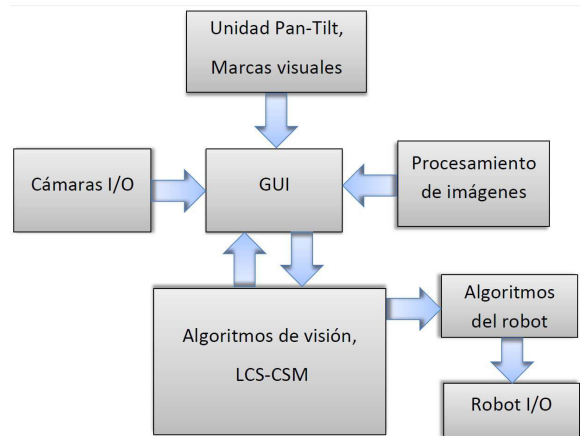 Unidad Pan-Tilt,
Marcas visuales
Cámaras I/O
GUI
Procesamiento
de imágenes
Algoritmos de visión,
LCS-CSM
Algoritmos
del robot
Robot I/O